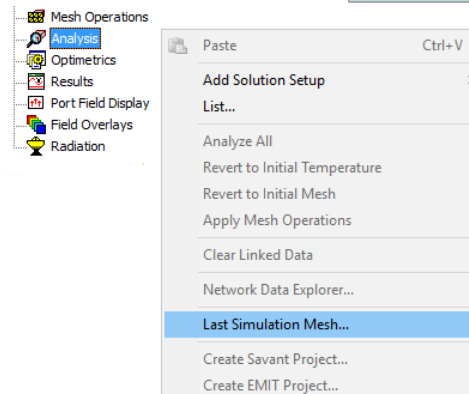 Mesh Operations
Analysis
Optimetrics
Results
Port Field Display
Field Overlays
Radiation
Paste Ctrl+V
Add Solution Setup
List...
Analyze All
Revert to Initial Temperature
Revert to Initial Mesh
Apply Mesh Operations
Clear Linked Data
Network Data Explorer...
Last Simulation Mesh...
Create Savant Project...
Create EMIT Project...